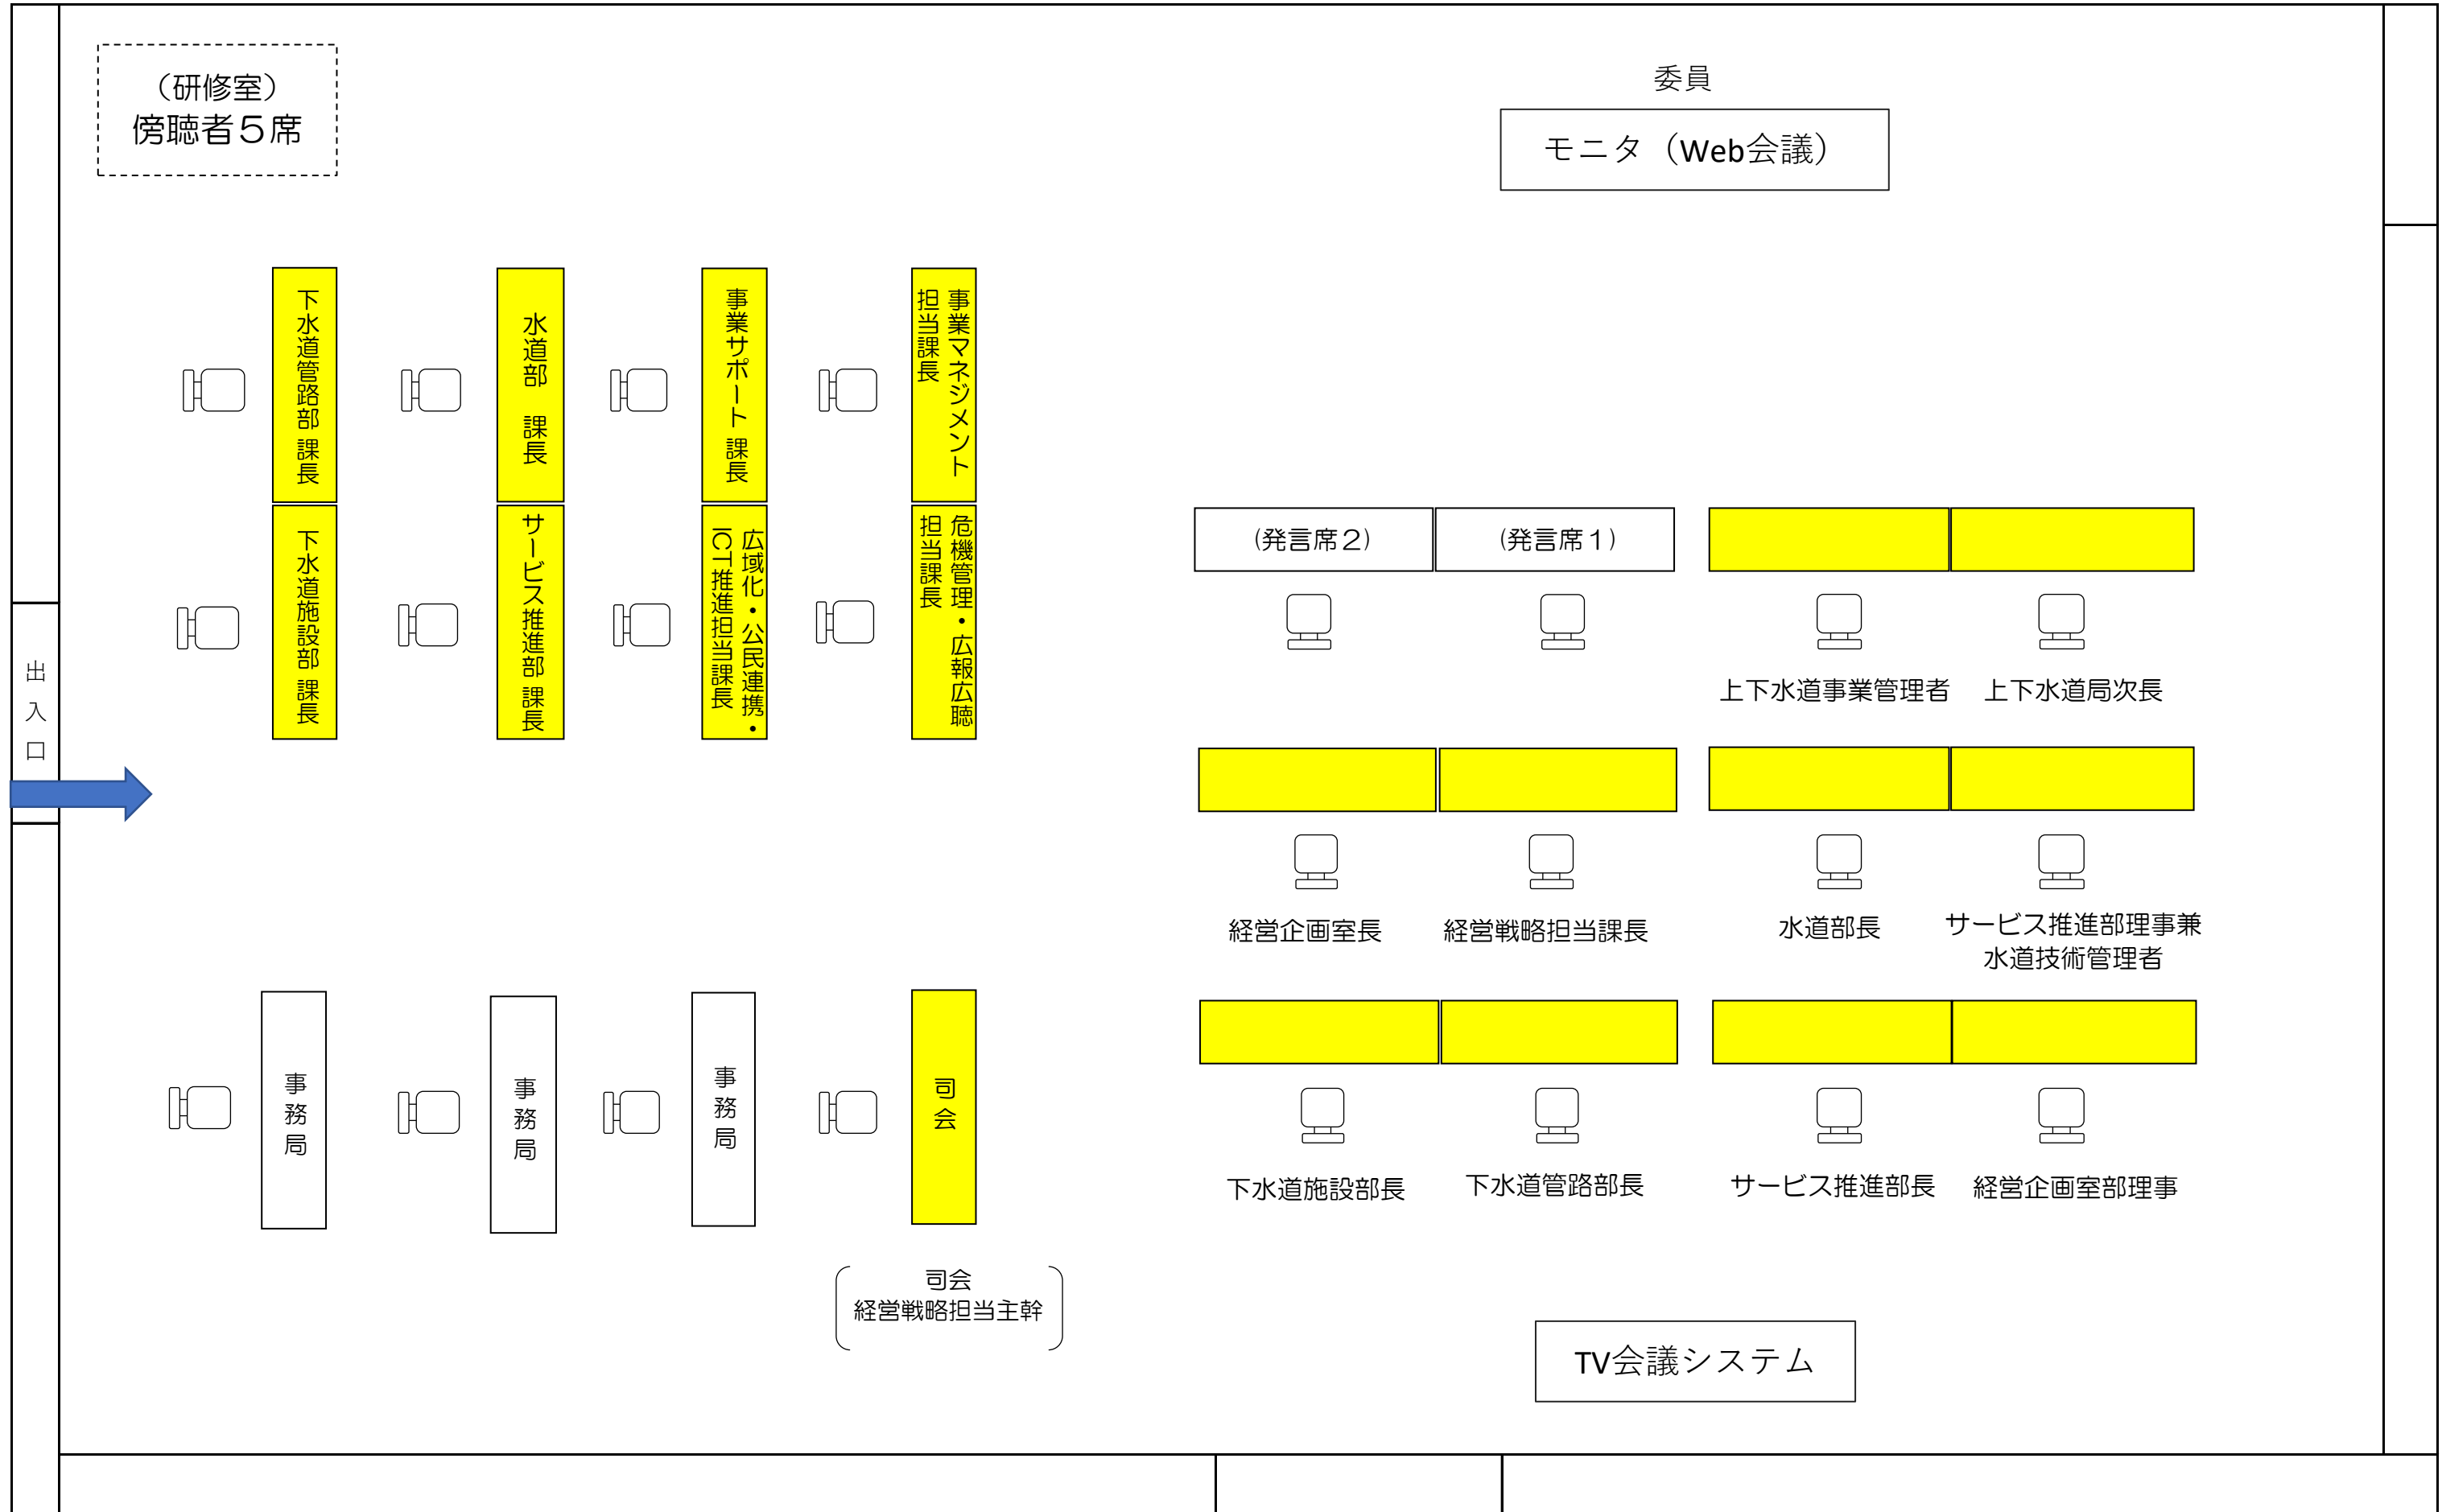 （研修室）
傍聴者５席
委員
モニタ（Web会議）
下水道管路部 課長
水道部 課長
事業サポート 課長
事業マネジメント
担当課長
下水道施設部 課長
サービス推進部 課長
広域化・公民連携・
ICT推進担当課長
危機管理・広報広聴
担当課長
(発言席２)
(発言席１)
上下水道事業管理者
上下水道局次長
出入口
経営企画室長
経営戦略担当課長
水道部長
サービス推進部理事兼
水道技術管理者
事務局
事務局
事務局
司会
下水道施設部長
下水道管路部長
サービス推進部長
経営企画室部理事
司会
経営戦略担当主幹
TV会議システム